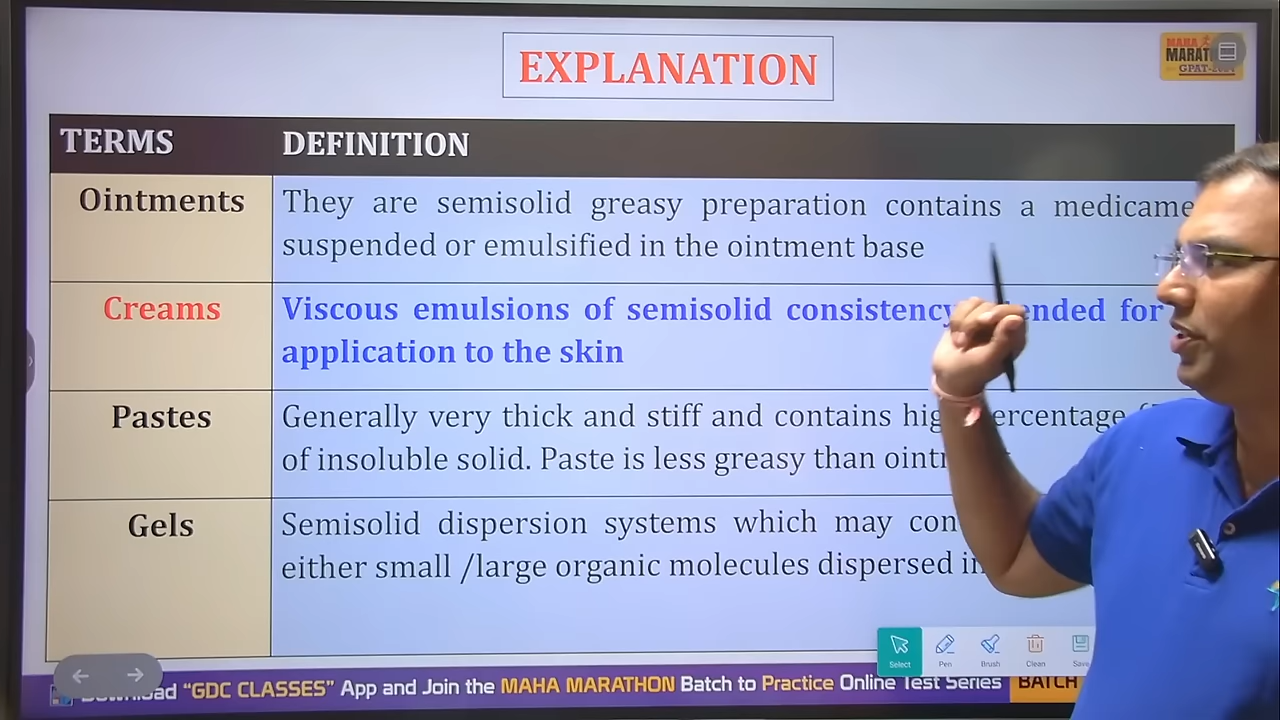 EXPLANATION
MAHA
MARAT
GPAT-
TERMS DEFINITION
Ointments
They are semisolid greasy preparation contains a medicame
suspended or emulsified in the ointment base
Creams
Viscous emulsions of semisolid consistency ended for
application to the skin
Pastes
Generally very thick and stiff and contains hig ercentage
of insoluble solid. Paste is less greasy than oint
Gels
Semisolid dispersion systems which may con
either small /large organic molecules dispersed in
Select Pen Brush Clean Save
Download “GDC CLASSES” App and Join the MAHA MARATHON Batch to Practice Online Test Series BATCH